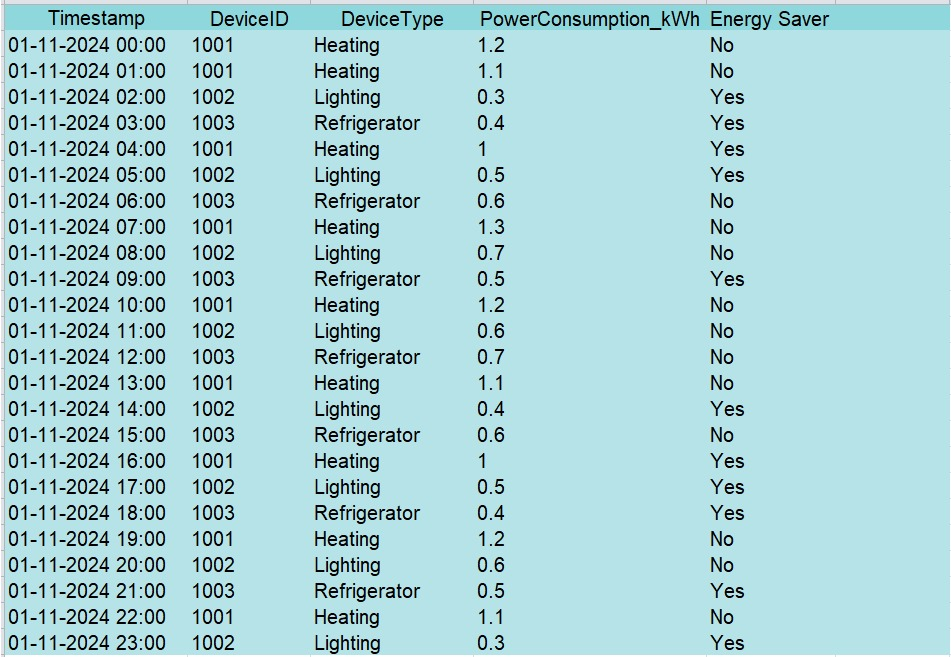 Timestamp DeviceID DeviceType PowerConsumption_kWh Energy Saver
01-11-2024 00:00 1001 Heating 1.2 No
01-11-2024 01:00 1001 Heating 1.1 No
01-11-2024 02:00 1002 Lighting 0.3 Yes
01-11-2024 03:00 1003 Refrigerator 0.4 Yes
01-11-2024 04:00 1001 Heating 1 Yes
01-11-2024 05:00 1002 Lighting 0.5 Yes
01-11-2024 06:00 1003 Refrigerator 0.6 No
01-11-2024 07:00 1001 Heating 1.3 No
01-11-2024 08:00 1002 Lighting 0.7 No
01-11-2024 09:00 1003 Refrigerator 0.5 Yes
01-11-2024 10:00 1001 Heating 1.2 No
01-11-2024 11:00 1002 Lighting 0.6 No
01-11-2024 12:00 1003 Refrigerator 0.7 No
01-11-2024 13:00 1001 Heating 1.1 No
01-11-2024 14:00 1002 Lighting 0.4 Yes
01-11-2024 15:00 1003 Refrigerator 0.6 No
01-11-2024 16:00 1001 Heating 1 Yes
01-11-2024 17:00 1002 Lighting 0.5 Yes
01-11-2024 18:00 1003 Refrigerator 0.4 Yes
01-11-2024 19:00 1001 Heating 1.2 No
01-11-2024 20:00 1002 Lighting 0.6 No
01-11-2024 21:00 1003 Refrigerator 0.5 Yes
01-11-2024 22:00 1001 Heating 1.1 No
01-11-2024 23:00 1002 Lighting 0.3 Yes